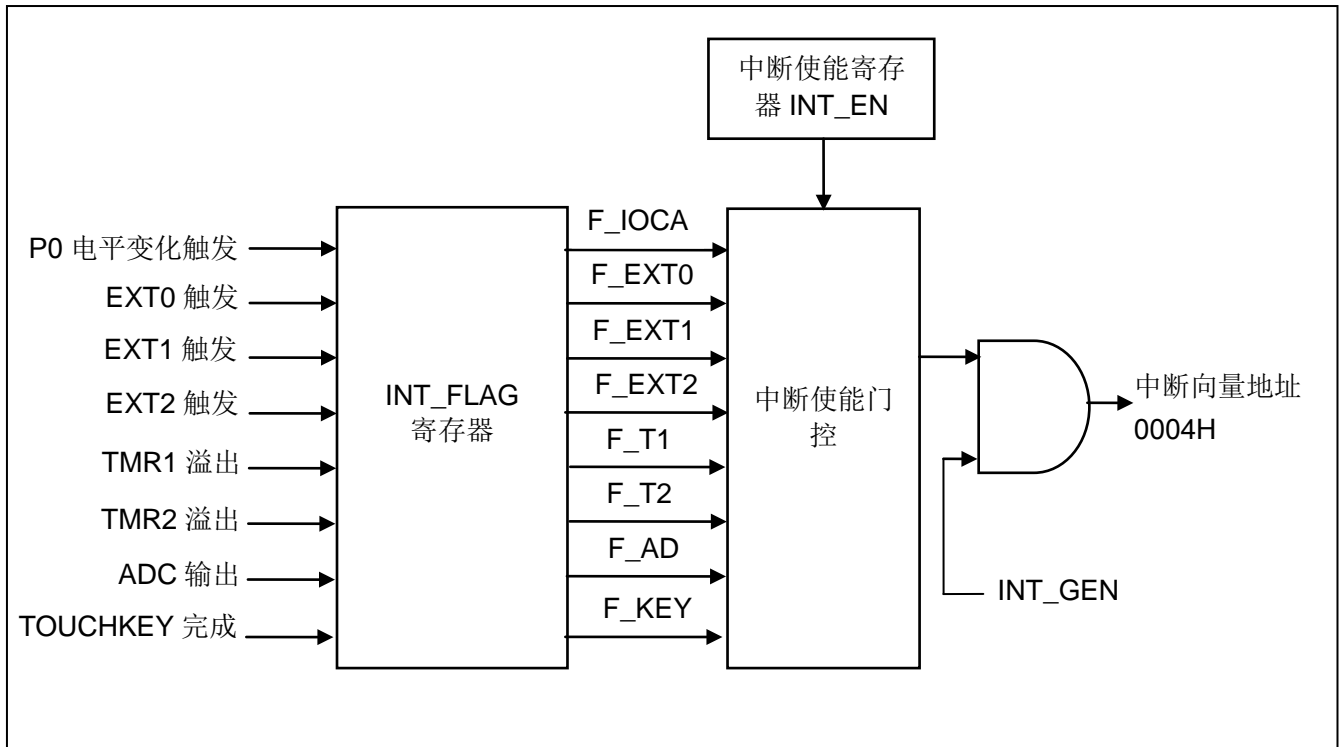 中断使能寄存
器 INT_EN
P0 电平变化触发
EXT0 触发
EXT1 触发
EXT2 触发
TMR1 溢出
TMR2 溢出
ADC 输出
TOUCHKEY 完成
INT_FLAG
寄存器
F_IOCA
F_EXT0
F_EXT1
F_EXT2
F_T1
F_T2
F_AD
F_KEY
中断使能门
控
中断向量地址
0004H
INT_GEN